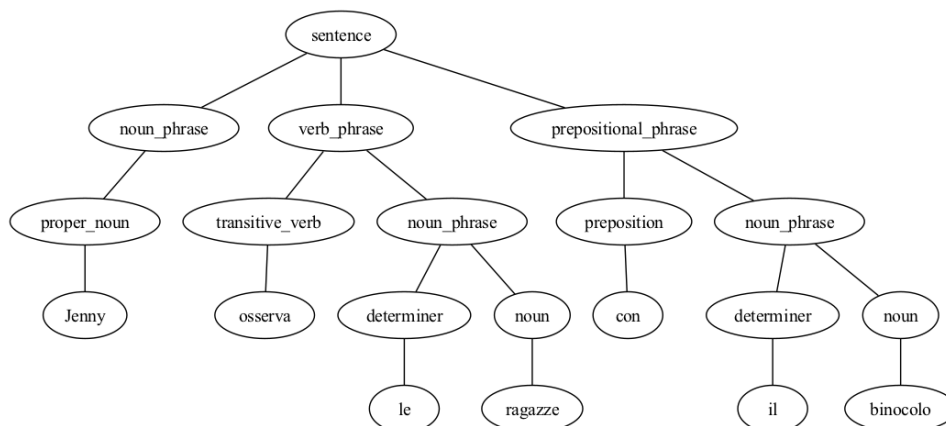 sentence
noun_phrase verb_phrase prepositional_phrase
proper_noun transitive_verb noun_phrase preposition noun_phrase
Jenny osserva determiner noun con determiner noun
le ragazze il binocolo